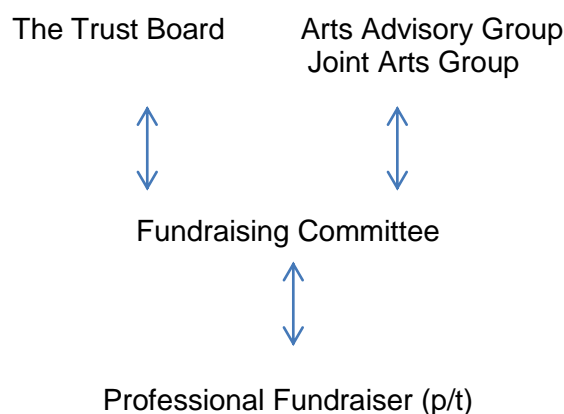 The Trust Board
Arts Advisory Group
Joint Arts Group
Fundraising Committee
Professional Fundraiser (p/t)